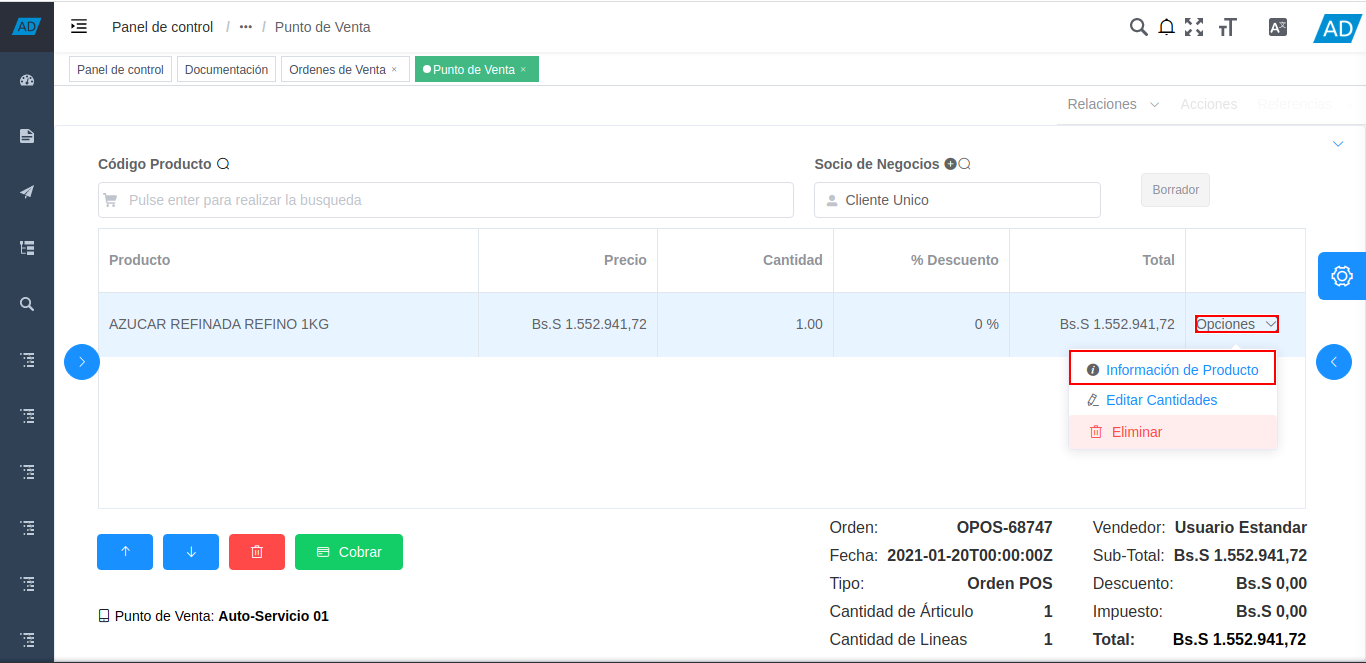 AD
Panel de control / ••• / Punto de Venta
AD
Panel de control
Documentación
Ordenes de Venta ×
Punto de Venta ×
Relaciones
Acciones
Referencias
Código Producto
Socio de Negocios
Pulse enter para realizar la busqueda
Cliente Unico
Borrador
Producto Precio Cantidad % Descuento Total
AZUCAR REFINADA REFINO 1KG Bs.S 1.552.941,72 1.00 0 % Bs.S 1.552.941,72 Opciones
Información de Producto
Editar Cantidades
Eliminar
Cobrar
Punto de Venta: Auto-Servicio 01
Orden: OPOS-68747
Fecha: 2021-01-20T00:00:00Z
Tipo: Orden POS
Cantidad de Árticulo 1
Cantidad de Lineas 1
Vendedor: Usuario Estandar
Sub-Total: Bs.S 1.552.941,72
Descuento: Bs.S 0,00
Impuesto: Bs.S 0,00
Total: Bs.S 1.552.941,72